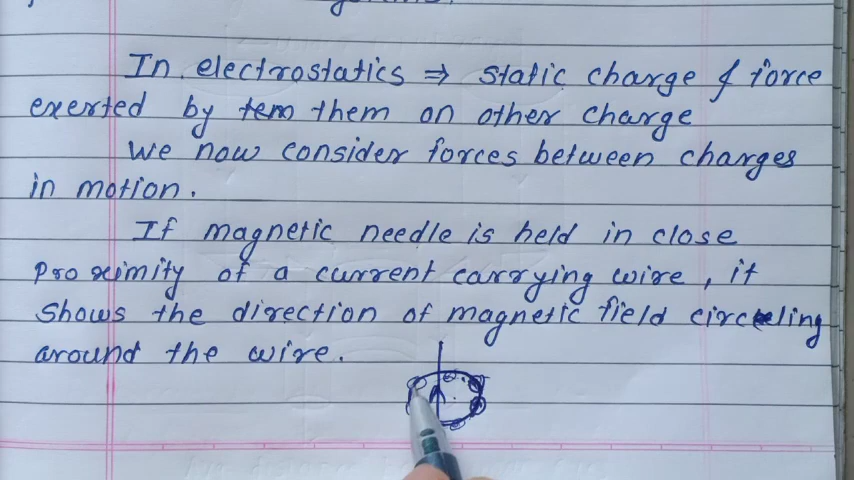 In electrostatics ⇒ static charge & force
exerted by tem them on other charge
We now consider forces between charges
in motion.
If magnetic needle is held in close
proximity of a current carrying wire, it
shows the direction of magnetic field circling
around the wire.